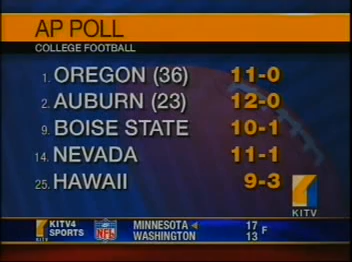 AP POLL
COLLEGE FOOTBALL
1. OREGON (36) 11-0
2. AUBURN (23) 12-0
9. BOISE STATE 10-1
14. NEVADA 11-1
25. HAWAII 9-3
KITV
KITV4 SPORTS NFL MINNESOTA ◄ 17 F
KITV WASHINGTON 13